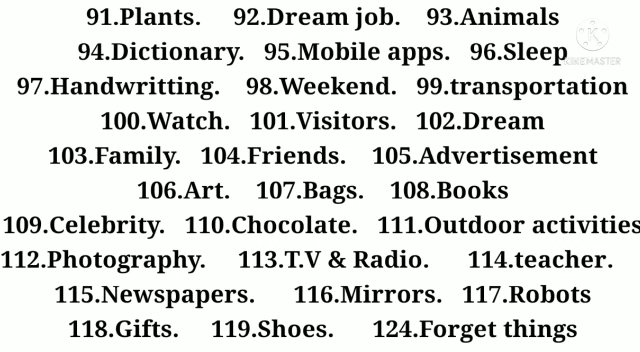 91.Plants. 92.Dream job. 93.Animals
94.Dictionary. 95.Mobile apps. 96.Sleep
KINEMASTER
97.Handwritting. 98.Weekend. 99.transportation
100.Watch. 101.Visitors. 102.Dream
103.Family. 104.Friends. 105.Advertisement
106.Art. 107.Bags. 108.Books
109.Celebrity. 110.Chocolate. 111.Outdoor activities
112.Photography. 113.T.V & Radio. 114.teacher.
115.Newspapers. 116.Mirrors. 117.Robots
118.Gifts. 119.Shoes. 124.Forget things